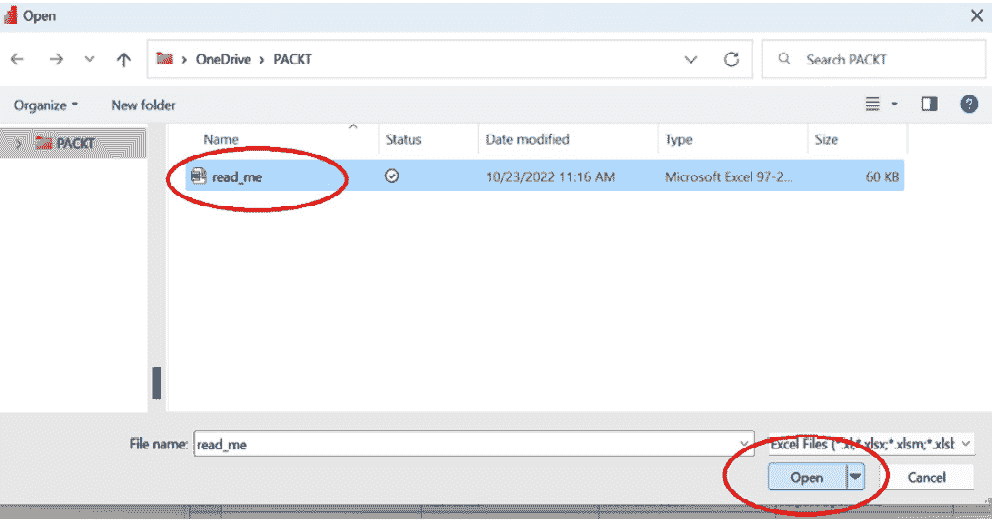 Open
OneDrive > PACKT
Search PACKT
Organize
New folder
PACKT
Name Status Date modified Type Size
read_me 10/23/2022 11:16 AM Microsoft Excel 97-2... 60 KB
File name: read_me
Excel Files (*.xl*.xlsx;*.xlsm;*.xlsb
Open Cancel